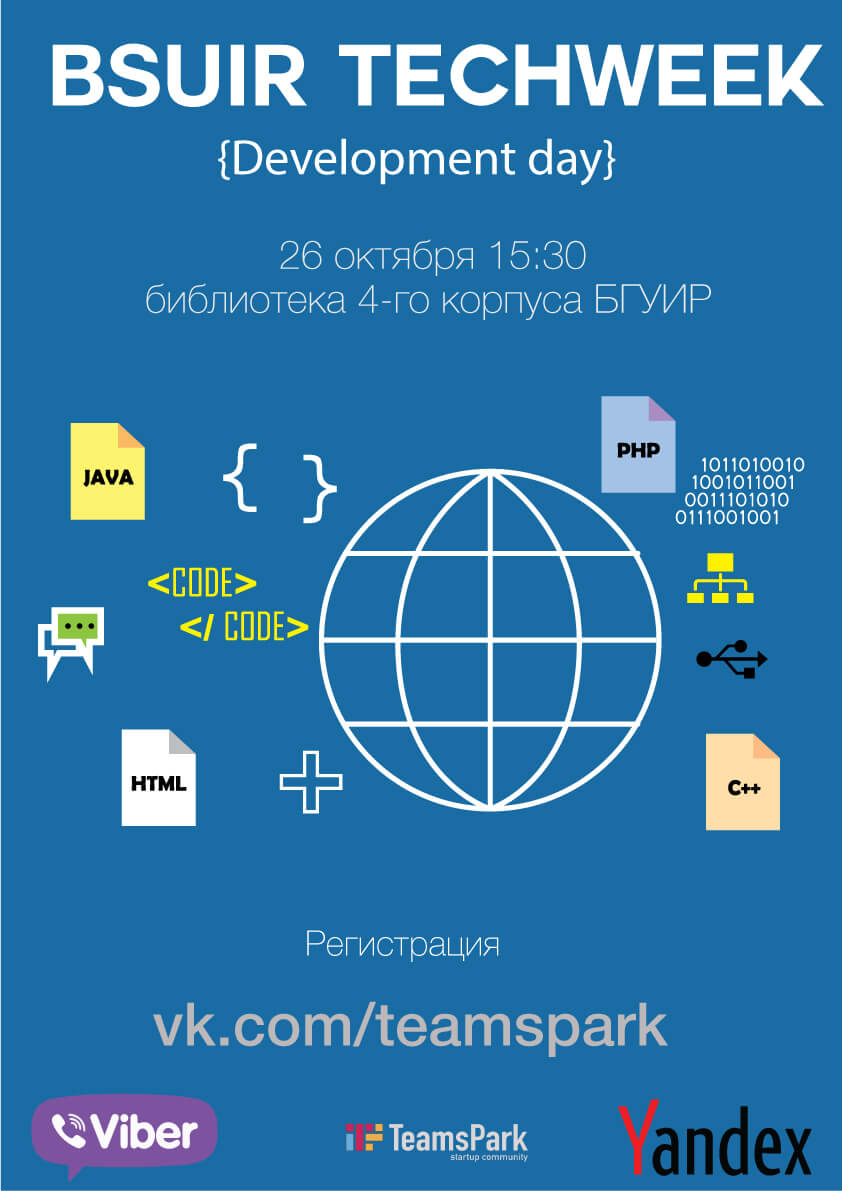 BSUIR TECHWEEK
{Development day}
26 октября 15:30
библиотека 4-го корпуса БГУИР
JAVA
{ }
PHP
1011010010
1001011001
0011101010
0111001001
<CODE>
</ CODE>
HTML
C++
Регистрация
vk.com/teamspark
Viber
TeamsPark
startup community
Yandex